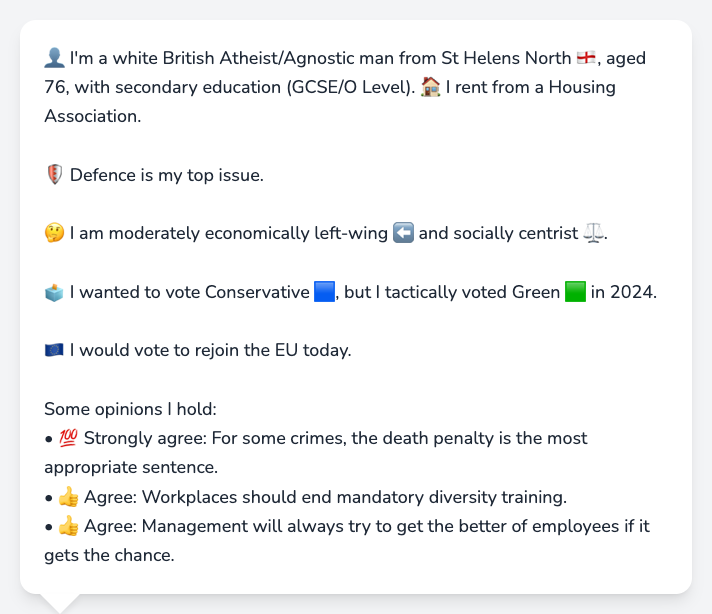 👤 I'm a white British Atheist/Agnostic man from St Helens North 🏴󠁧󠁢󠁥󠁮󠁧󠁿, aged
76, with secondary education (GCSE/O Level). 🏠 I rent from a Housing
Association.
🛡️ Defence is my top issue.
🤔 I am moderately economically left-wing ⬅️ and socially centrist ⚖️.
🗳️ I wanted to vote Conservative 🟦, but I tactically voted Green 🟩 in 2024.
🇪🇺 I would vote to rejoin the EU today.
Some opinions I hold:
• 💯 Strongly agree: For some crimes, the death penalty is the most
appropriate sentence.
• 👍 Agree: Workplaces should end mandatory diversity training.
• 👍 Agree: Management will always try to get the better of employees if it
gets the chance.